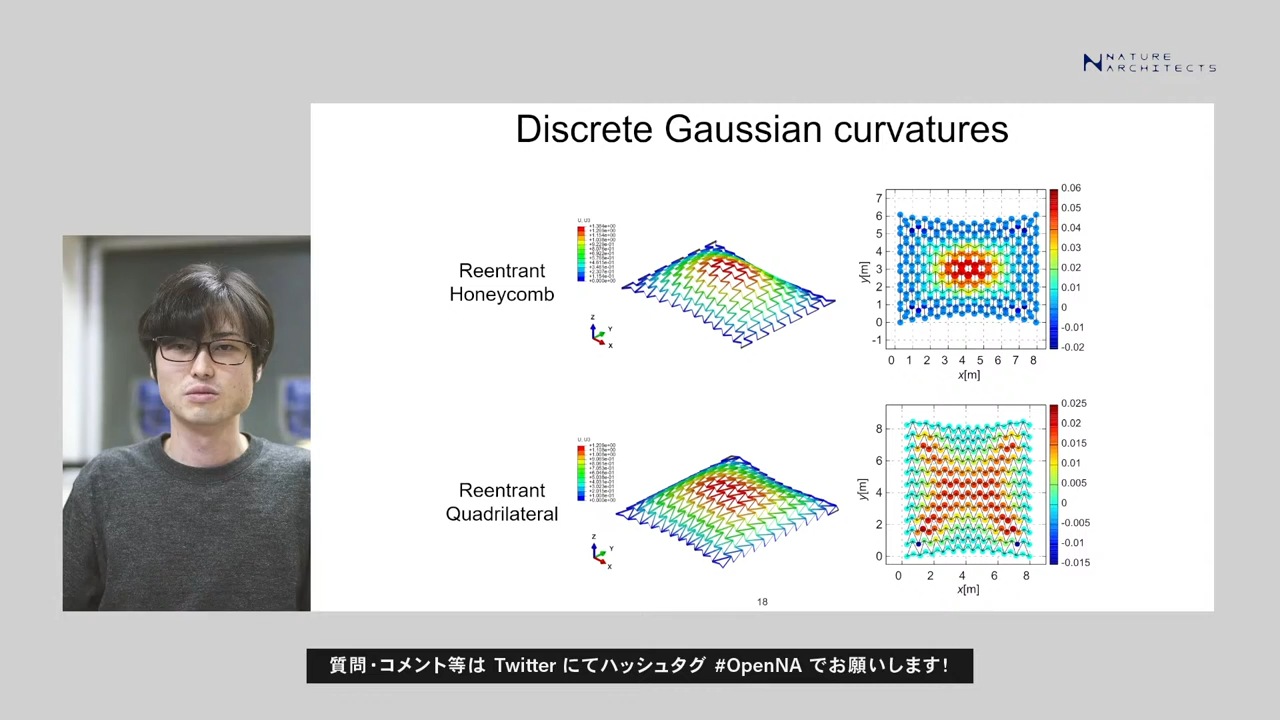 NATURE
ARCHITECTS
Discrete Gaussian curvatures
Reentrant
Honeycomb
U, U3
Z
Y
X
y[m]
7
6
5
4
3
2
1
0
-1
0 1 2 3 4 5 6 7 8
x[m]
0.06
0.05
0.04
0.03
0.02
0.01
0
-0.01
-0.02
Reentrant
Quadrilateral
U, U3
Z
Y
X
y[m]
8
6
4
2
0
0 2 4 6 8
x[m]
0.025
0.02
0.015
0.01
0.005
0
-0.005
-0.01
-0.015
18
質問・コメント等は Twitter にてハッシュタグ #OpenNA でお願いします!